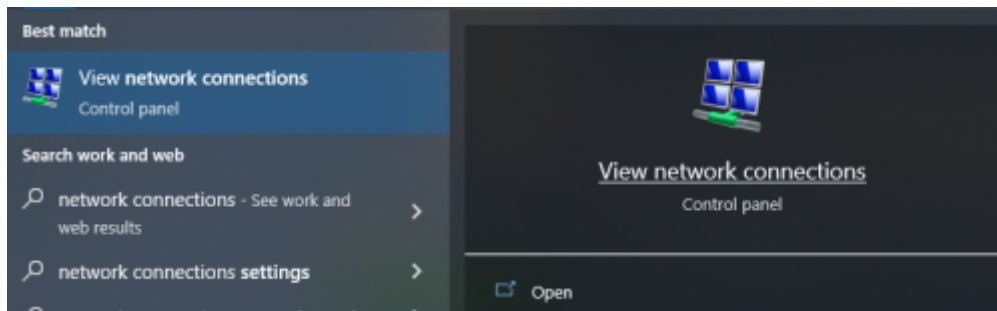 Best match
View network connections
Control panel
Search work and web
network connections - See work and
web results
network connections settings
View network connections
Control panel
Open